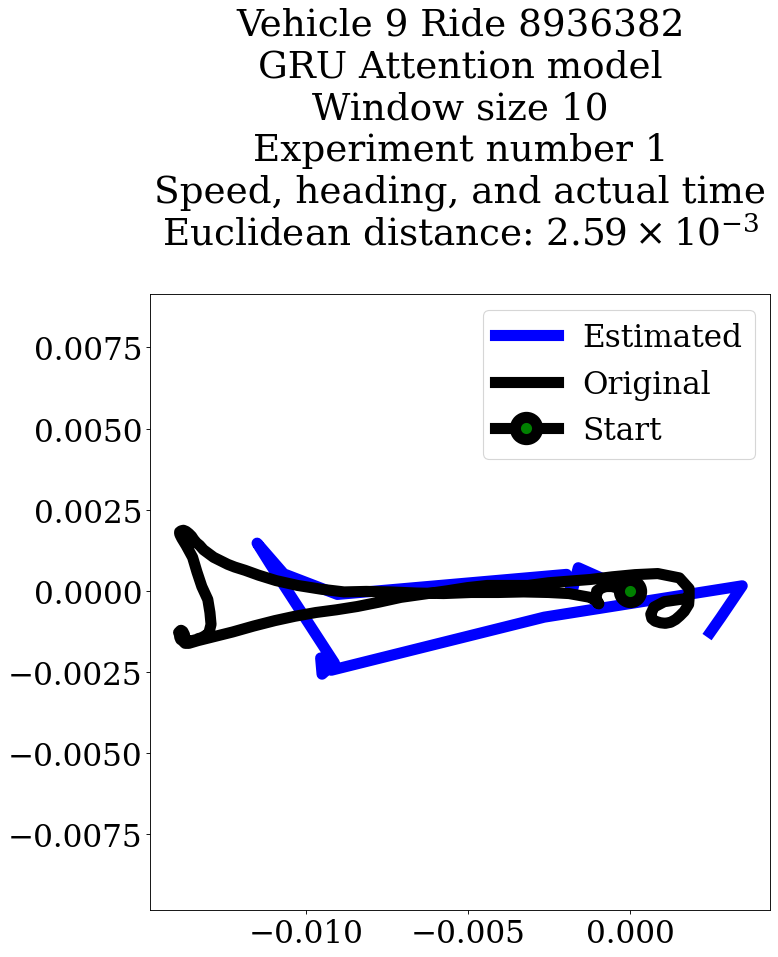 Vehicle 9 Ride 8936382
GRU Attention model
Window size 10
Experiment number 1
Speed, heading, and actual time
Euclidean distance: 2.59 × 10⁻³
Estimated
Original
Start
0.0075
0.0050
0.0025
0.0000
−0.0025
−0.0050
−0.0075
−0.010
−0.005
0.000